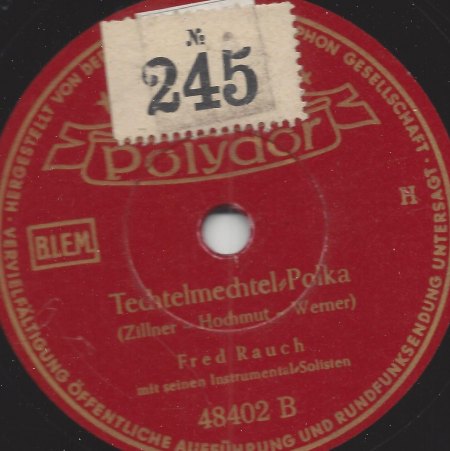 №
245
Polydor
B.I.E.M.
H
Techtelmechtel-Polka
(Zillner - Hochmut - Werner)
Fred Rauch
mit seinen Instrumental-Solisten
48402 B
HERGESTELLT VON DER
PHON GESELLSCHAFT ·
VERVIELFÄLTIGUNG ÖFFENTLICHE AUFFÜHRUNG UND RUNDFUNKSENDUNG UNTERSAGT ·